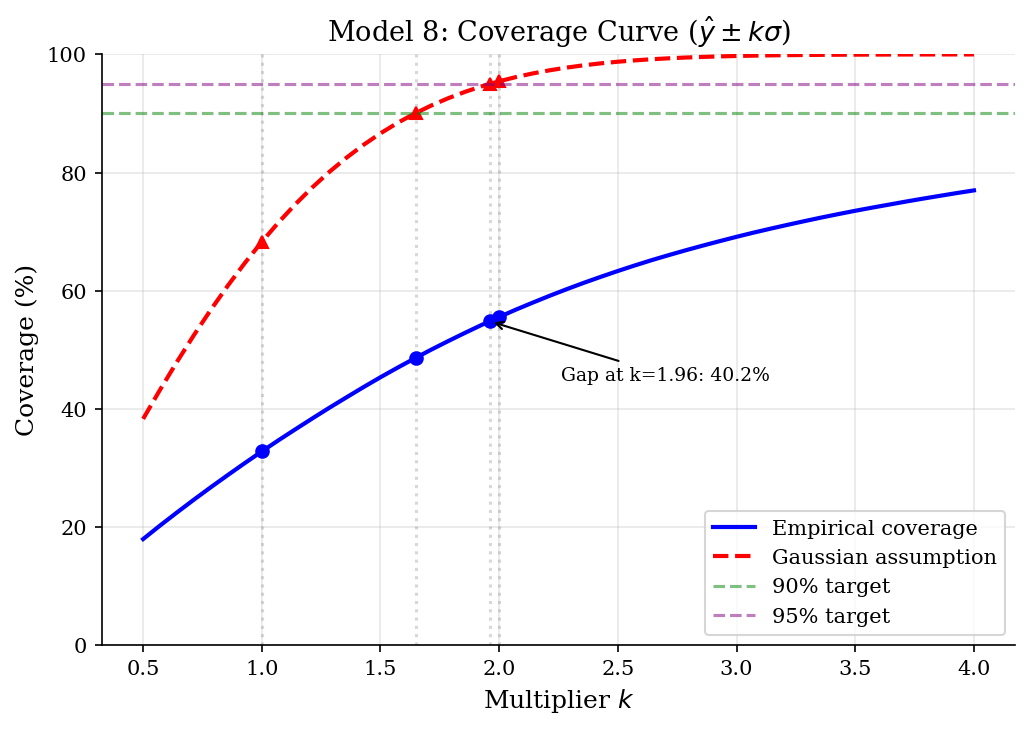 Model 8: Coverage Curve (ŷ ± kσ)
Coverage (%)
100
80
60
40
20
0
Gap at k=1.96: 40.2%
Empirical coverage
Gaussian assumption
90% target
95% target
0.5 1.0 1.5 2.0 2.5 3.0 3.5 4.0
Multiplier k